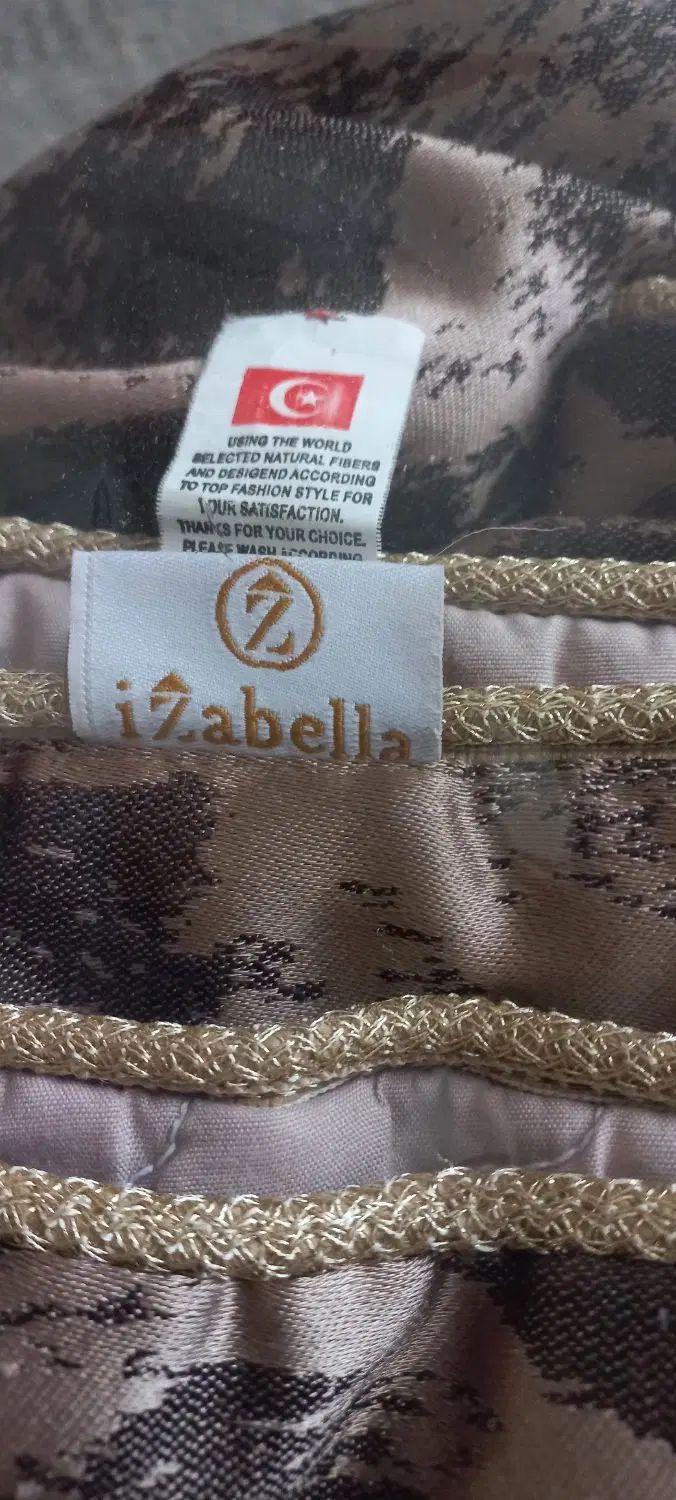 USING THE WORLD
SELECTED NATURAL FIBERS
AND DESIGEND ACCORDING
TO TOP FASHION STYLE FOR
YOUR SATISFACTION.
THANKS FOR YOUR CHOICE.
PLEASE WASH ACCORDING
Z
iZabella